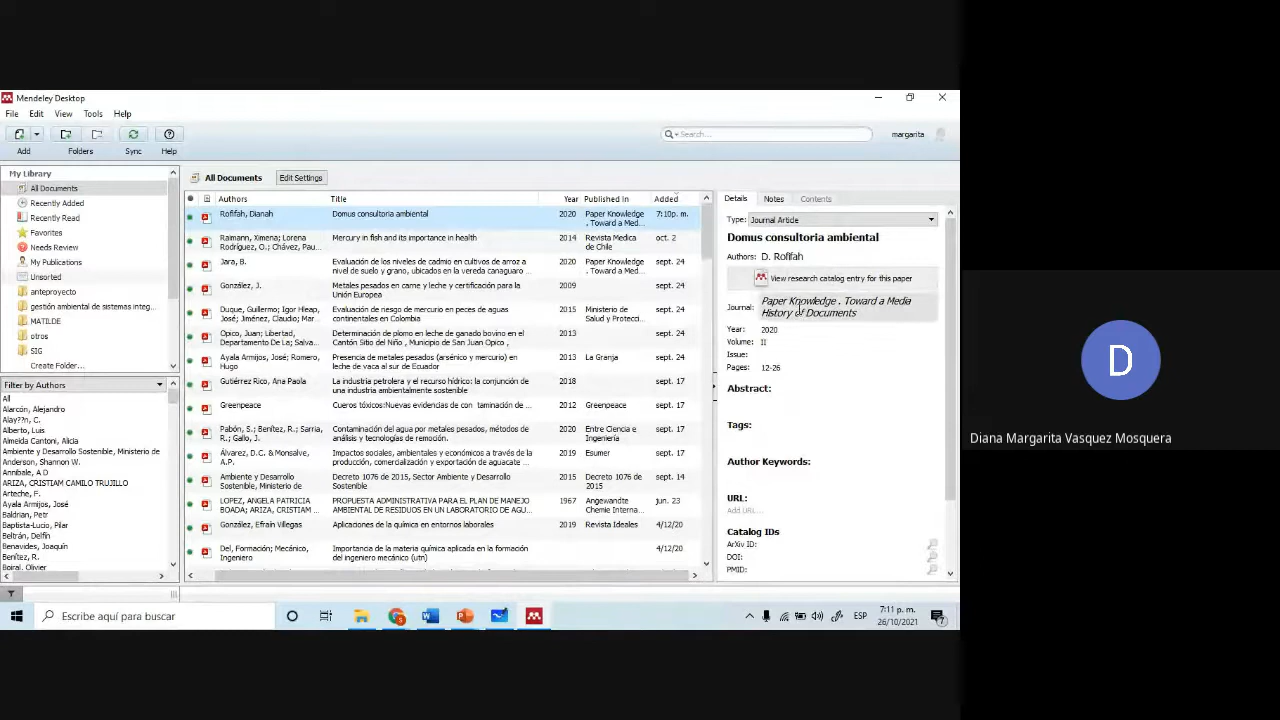 Mendeley Desktop
File Edit View Tools Help
Add Folders Sync Help
Search...
margarita
My Library
All Documents
Recently Added
Recently Read
Favorites
Needs Review
My Publications
Unsorted
anteproyecto
gestión ambiental de sistemas integ...
MATILDE
otros
SIG
Create Folder...
Filter by Authors
All
Alarcón, Alejandro
Alay??n, C.
Alberto, Luis
Almeida Cantoni, Alicia
Ambiente y Desarrollo Sostenible, Ministerio de
Anderson, Shannon W.
Annibale, A D
ARIZA, CRISTIAM CAMILO TRUJILLO
Arteche, F.
Ayala Armijos, José
Baldrian, Petr
Baptista-Lucio, Pilar
Beltrán, Delfín
Benavides, Joaquín
Benítez, R.
Boiral, Olivier
All Documents Edit Settings
Authors Title Year Published In Added
Rofifah, Dianah Domus consultoria ambiental 2020 Paper Knowledge 7:10p. m.
. Toward a Med...
Raimann, Ximena; Lorena Mercury in fish and its importance in health 2014 Revista Medica oct. 2
Rodríguez, O.; Chávez, Pau... de Chile
Jara, B. Evaluación de los niveles de cadmio en cultivos de arroz a 2020 Paper Knowledge sept. 24
nivel de suelo y grano, ubicados en la vereda canaguaro ... . Toward a Med...
González, J. Metales pesados en carne y leche y certificación para la 2009 sept. 24
Unión Europea
Duque, Guillermo; Igor Hleap, Evaluación de riesgo de mercurio en peces de aguas 2015 Ministerio de sept. 24
José; Jiménez, Claudio; Mar... continentales en Colombia Salud y Protecci...
Opico, Juan; Libertad, Determinación de plomo en leche de ganado bovino en el 2013 sept. 24
Departamento De La; Salva... Cantón Sitio del Niño , Municipio de San Juan Opico ,
Ayala Armijos, José; Romero, Presencia de metales pesados (arsénico y mercurio) en 2013 La Granja sept. 24
Hugo leche de vaca al sur de Ecuador
Gutiérrez Rico, Ana Paola La industria petrolera y el recurso hídrico: la conjunción de 2018 sept. 17
una industria ambientalmente sostenible
Greenpeace Cueros tóxicos:Nuevas evidencias de con taminación de ... 2012 Greenpeace sept. 17
Pabón, S.; Benítez, R.; Sarria, Contaminación del agua por metales pesados, métodos de 2020 Entre Ciencia e sept. 17
R.; Gallo, J. análisis y tecnologías de remoción. Ingeniería
Álvarez, D.C. & Monsalve, Impactos sociales, ambientales y económicos a través de la 2019 Esumer sept. 17
A.P. producción, comercialización y exportación de aguacate ...
Ambiente y Desarrollo Decreto 1076 de 2015, Sector Ambiente y Desarrollo 2015 Decreto 1076 de sept. 14
Sostenible, Ministerio de Sostenible 2015
LOPEZ, ANGELA PATRICIA PROPUESTA ADMINISTRATIVA PARA EL PLAN DE MANEJO 1967 Angewandte jun. 23
BOADA; ARIZA, CRISTIAM ... AMBIENTAL DE RESIDUOS EN UN LABORATORIO DE AGU... Chemie Interna...
González, Efraín Villegas Aplicaciones de la química en entornos laborales 2019 Revista Ideales 4/12/20
Del, Formación; Mecánico, Importancia de la materia química aplicada en la formación 4/12/20
Ingeniero del ingeniero mecánico (utn)
Details Notes Contents
Type: Journal Article
Domus consultoria ambiental
Authors: D. Rofifah
View research catalog entry for this paper
Journal: Paper Knowledge . Toward a Media
History of Documents
Year: 2020
Volume: II
Issue:
Pages: 12-26
Abstract:
Tags:
Author Keywords:
URL:
Add URL...
Catalog IDs
ArXiv ID:
DOI:
PMID:
Escribe aquí para buscar
ESP
7:11 p. m.
26/10/2021
7
D
Diana Margarita Vasquez Mosquera